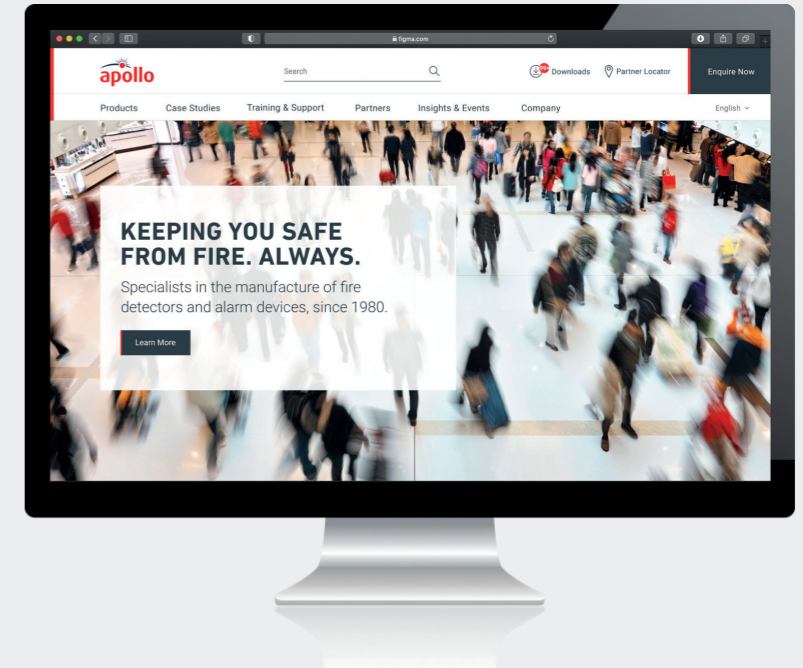 figma.com
apollo
Search
99+
Downloads
Partner Locator
Enquire Now
Products
Case Studies
Training & Support
Partners
Insights & Events
Company
English
KEEPING YOU SAFE
FROM FIRE. ALWAYS.
Specialists in the manufacture of fire
detectors and alarm devices, since 1980.
Learn More